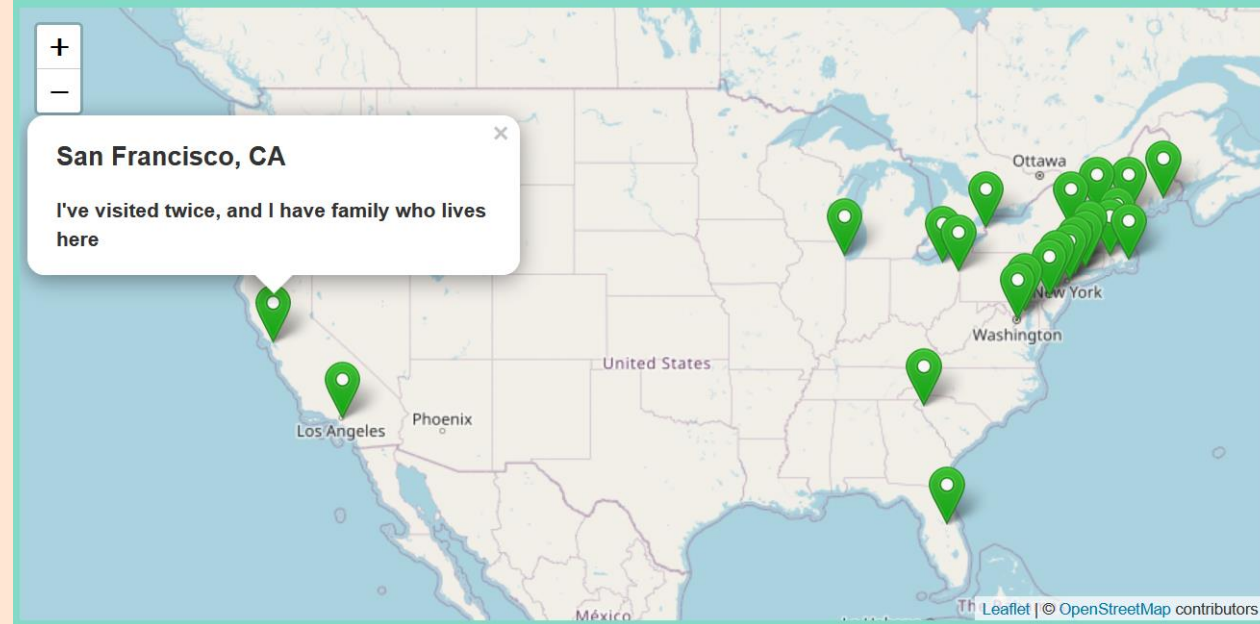 +
−
San Francisco, CA
×
I've visited twice, and I have family who lives
here
Ottawa
New York
Washington
United States
Phoenix
Los Angeles
México
Leaflet | © OpenStreetMap contributors